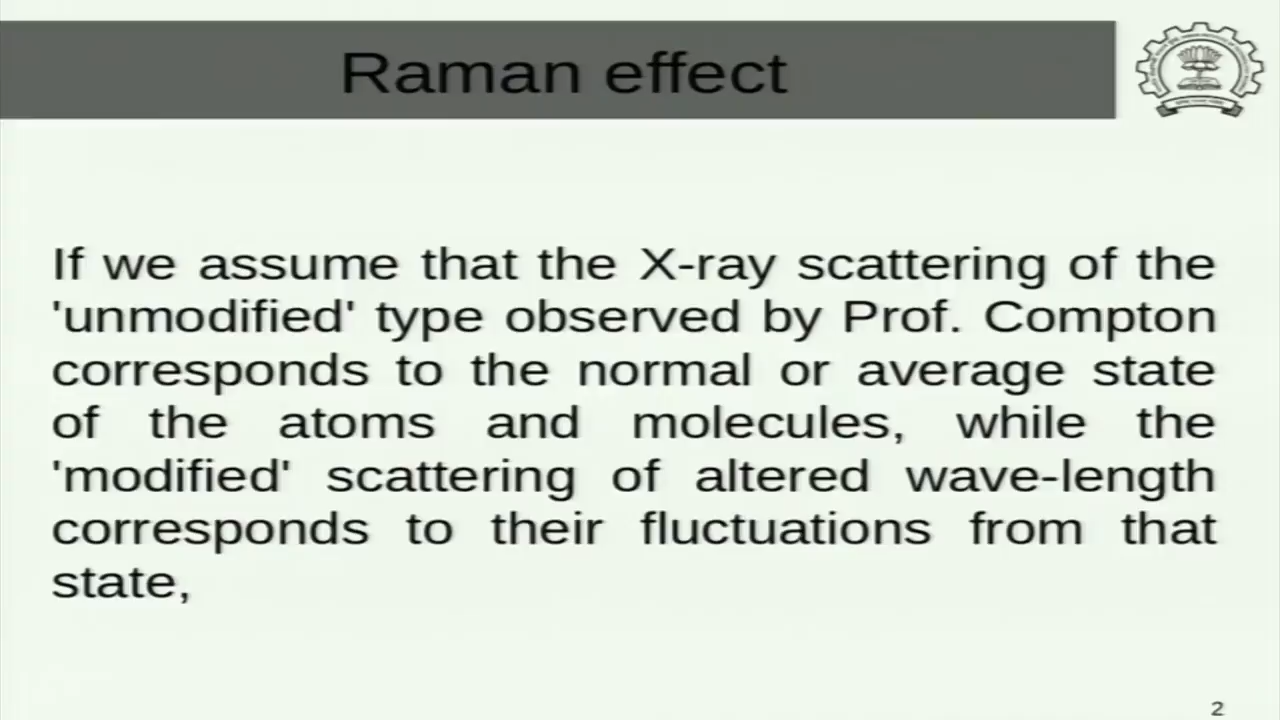 Raman effect
If we assume that the X-ray scattering of the
'unmodified' type observed by Prof. Compton
corresponds to the normal or average state
of the atoms and molecules, while the
'modified' scattering of altered wave-length
corresponds to their fluctuations from that
state,
2